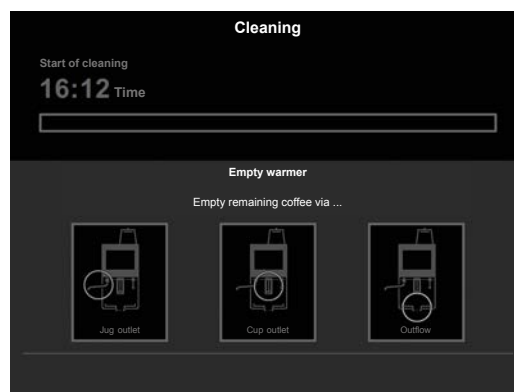 Cleaning
Start of cleaning
16:12 Time
Empty warmer
Empty remaining coffee via ...
Jug outlet
Cup outlet
Outflow